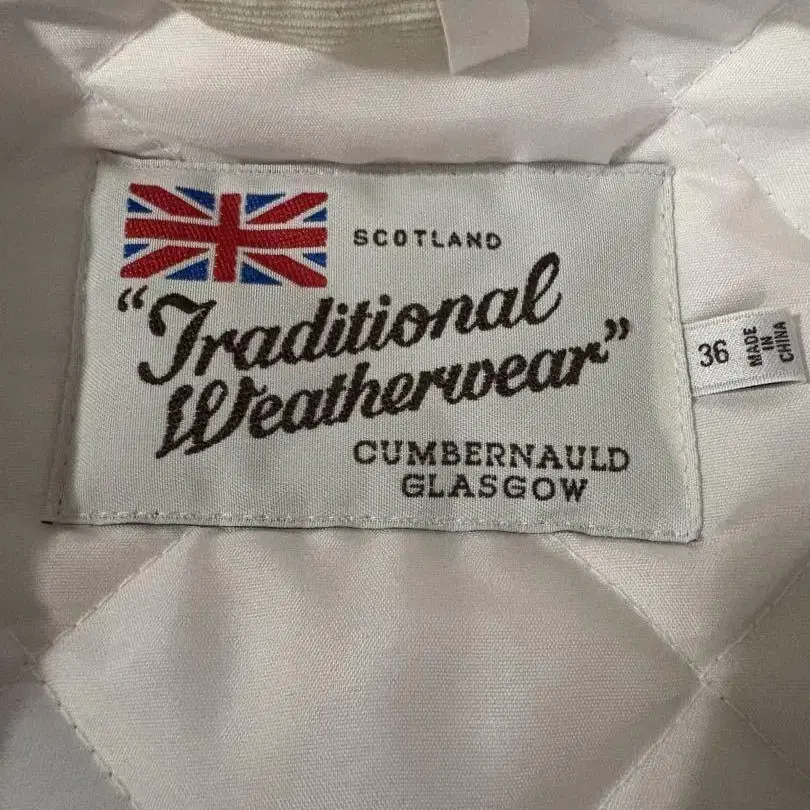 SCOTLAND
"Traditional
Weatherwear"
CUMBERNAULD
GLASGOW
36
MADE
IN
CHINA